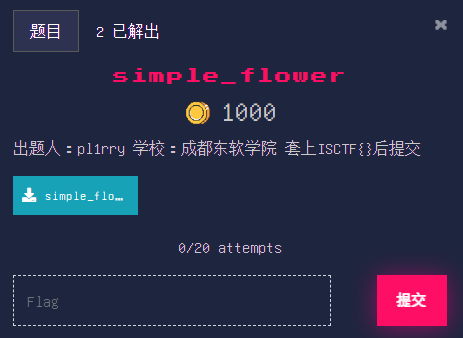 题目 2 已解出
simple_flower
1000
出题人：pl1rry 学校：成都东软学院 套上ISCTF{}后提交
simple_flo…
0/20 attempts
Flag 提交